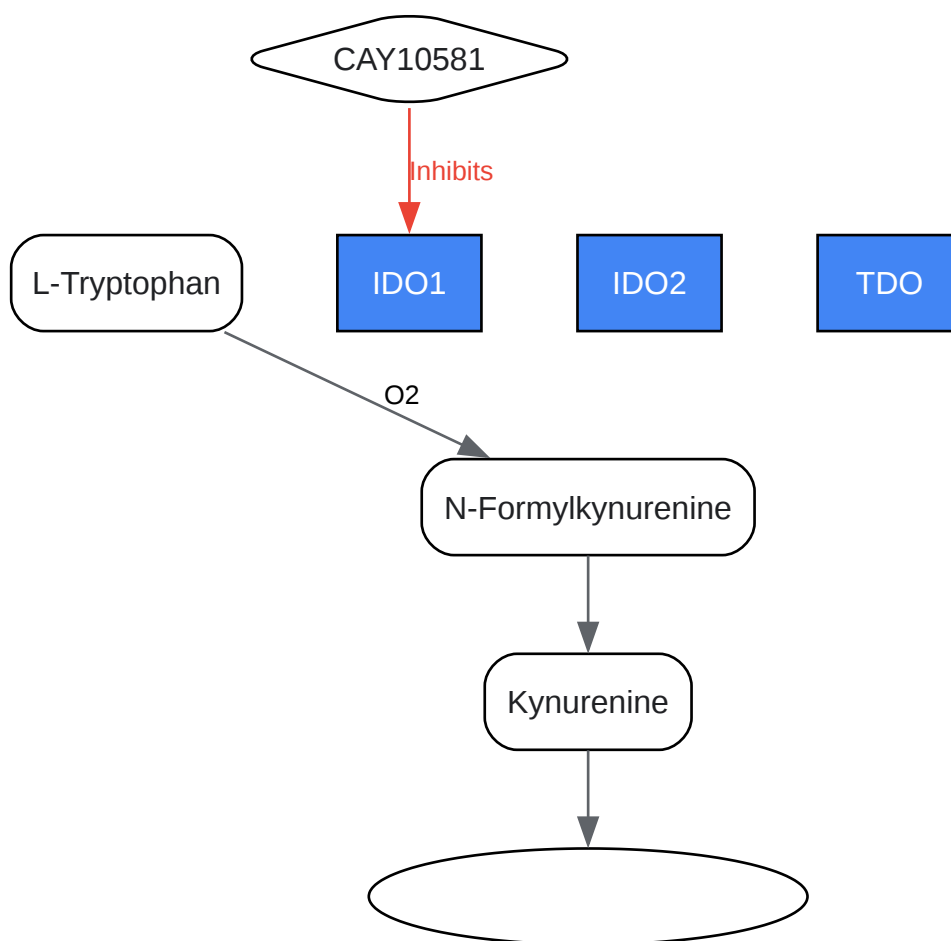 CAY10581
Inhibits
L-Tryptophan
IDO1
IDO2
TDO
O2
N-Formylkynurenine
Kynurenine